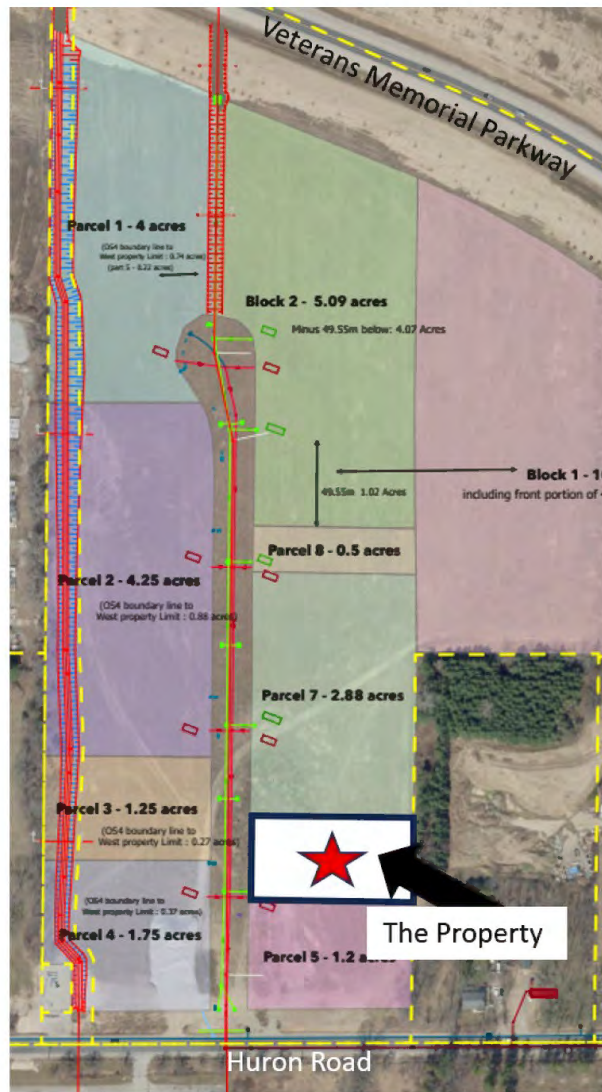 Veterans Memorial Parkway
Parcel 1 - 4 acres
(OS4 boundary line to
West property Limit : 0.74 acres)
(part 5 - 0.22 acres)
Block 2 - 5.09 acres
Minus 49.55m below: 4.07 Acres
49.55m 1.02 Acres
Block 1 - 1
including front portion of
Parcel 8 - 0.5 acres
Parcel 2 - 4.25 acres
(OS4 boundary line to
West property Limit : 0.88 acres)
Parcel 7 - 2.88 acres
Parcel 3 - 1.25 acres
(OS4 boundary line to
West property Limit : 0.27 acres)
(OS4 boundary line to
West property Limit : 0.37 acres)
Parcel 4 - 1.75 acres
The Property
Parcel 5 - 1.2 acres
Huron Road